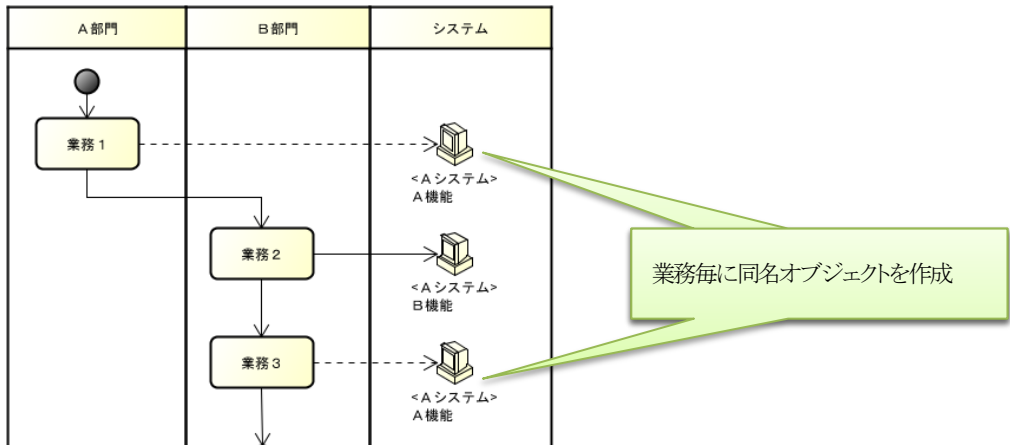 A部門
B部門
システム
業務1
<Aシステム>
A機能
業務2
<Aシステム>
B機能
業務毎に同名オブジェクトを作成
業務3
<Aシステム>
A機能